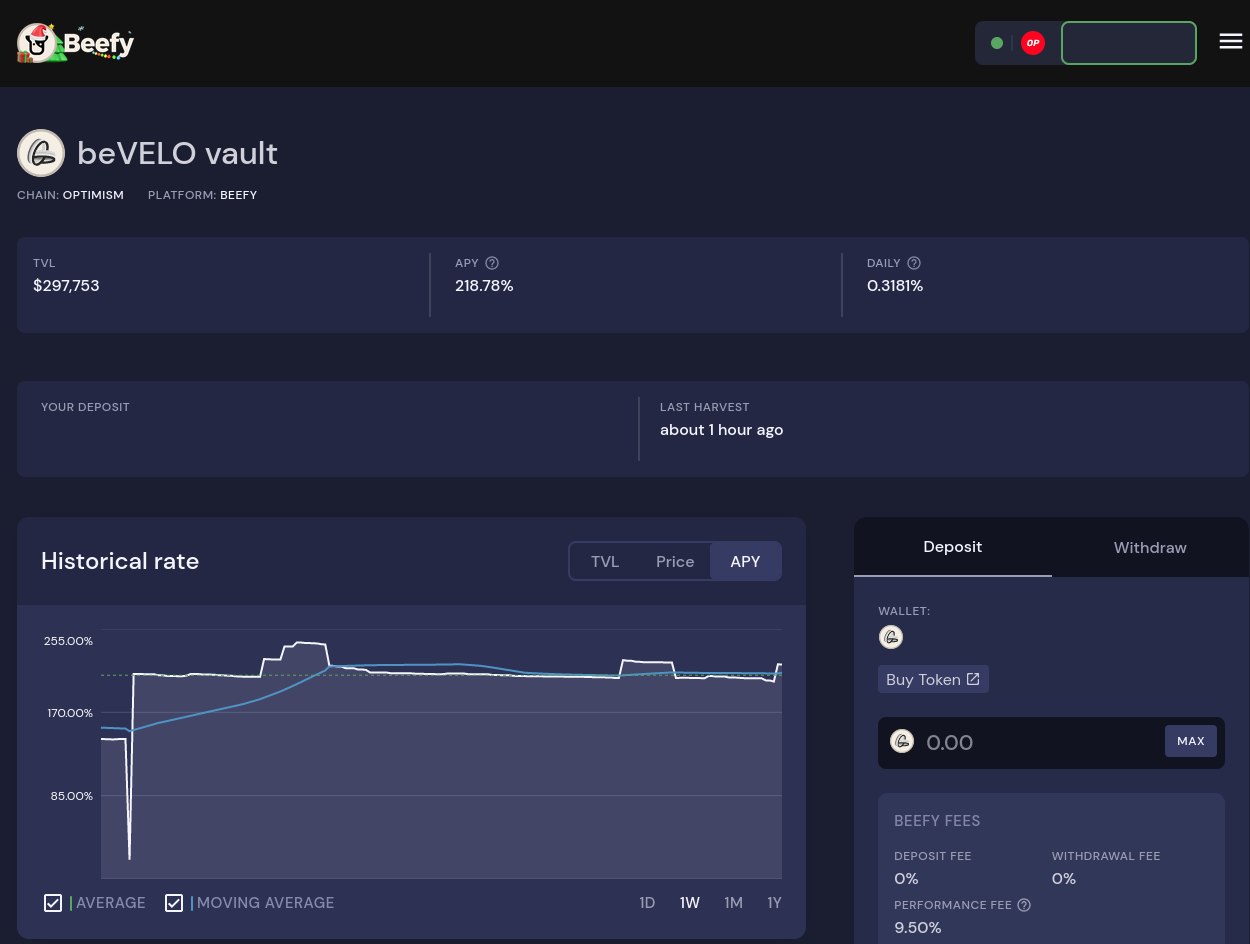 Beefy
OP
beVELO vault
CHAIN: OPTIMISM PLATFORM: BEEFY
TVL
$297,753
APY
218.78%
DAILY
0.3181%
YOUR DEPOSIT
LAST HARVEST
about 1 hour ago
Historical rate
TVL Price APY
255.00%
170.00%
85.00%
AVERAGE MOVING AVERAGE
1D 1W 1M 1Y
Deposit Withdraw
WALLET:
Buy Token
0.00 MAX
BEEFY FEES
DEPOSIT FEE WITHDRAWAL FEE
0% 0%
PERFORMANCE FEE
9.50%